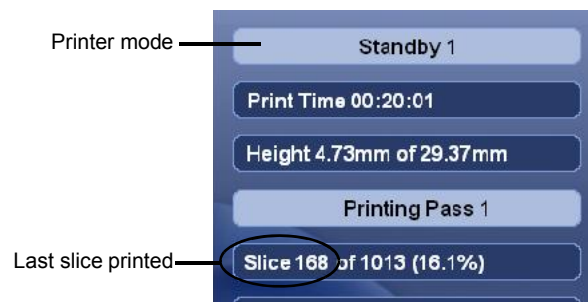 Printer mode
Standby 1
Print Time 00:20:01
Height 4.73mm of 29.37mm
Printing Pass 1
Last slice printed
Slice 168 of 1013 (16.1%)